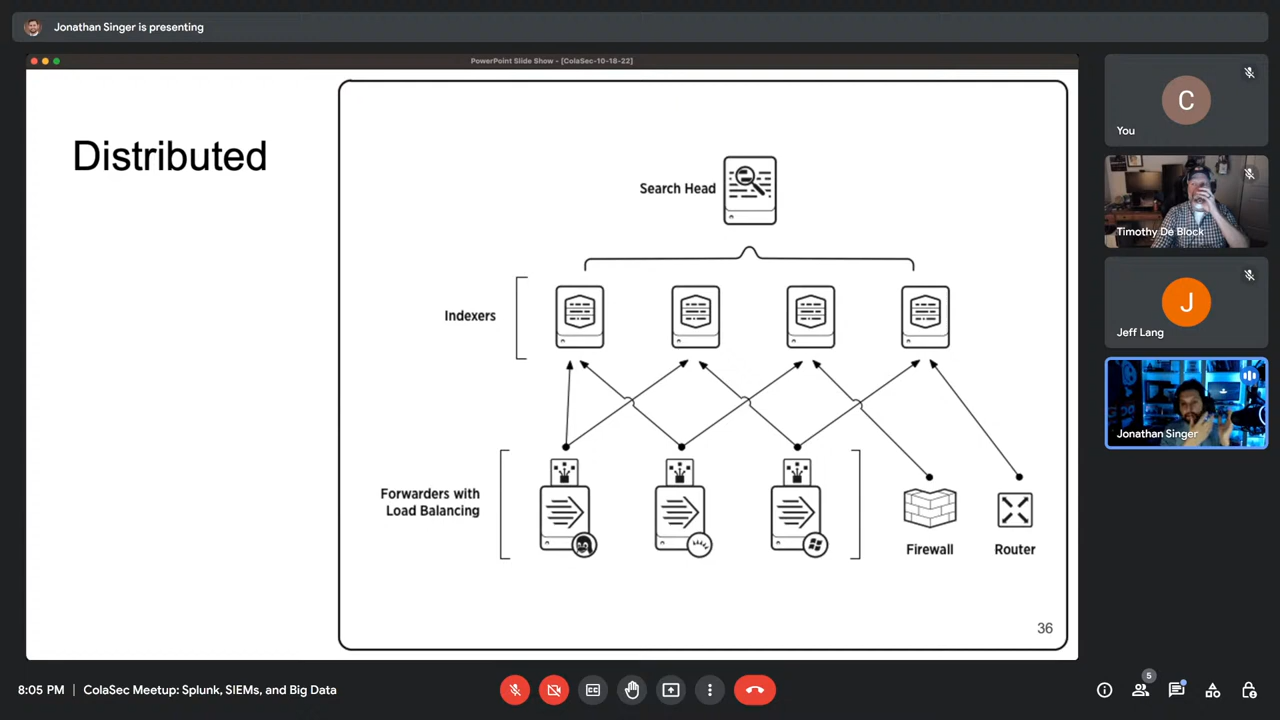 Jonathan Singer is presenting
PowerPoint Slide Show - [ColaSec-10-18-22]
Distributed
Search Head
Indexers
Forwarders with
Load Balancing
Firewall
Router
36
C
You
Timothy De Block
J
Jeff Lang
Jonathan Singer
8:05 PM
ColaSec Meetup: Splunk, SIEMs, and Big Data
CC
5